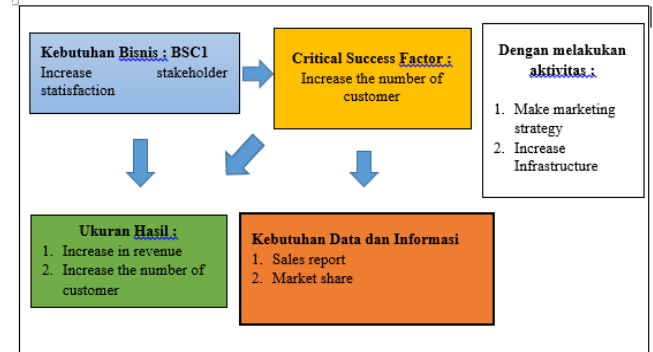 Kebutuhan Bisnis : BSC1
Increase stakeholder
statisfaction
Critical Success Factor :
Increase the number of
customer
Dengan melakukan
aktivitas :
1. Make marketing
strategy
2. Increase
Infrastructure
Ukuran Hasil :
1. Increase in revenue
2. Increase the number of
customer
Kebutuhan Data dan Informasi
1. Sales report
2. Market share